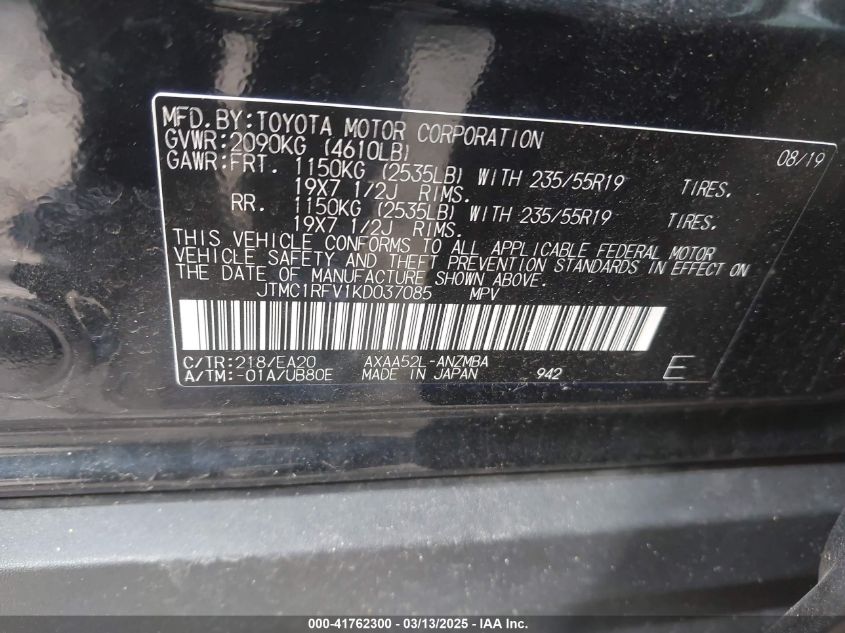 MFD. BY: TOYOTA MOTOR CORPORATION 08/19
GVWR: 2090KG (4610LB)
GAWR: FRT. 1150KG (2535LB) WITH 235/55R19 TIRES,
19X7 1/2J RIMS.
RR. 1150KG (2535LB) WITH 235/55R19 TIRES,
19X7 1/2J RIMS.
THIS VEHICLE CONFORMS TO ALL APPLICABLE FEDERAL MOTOR
VEHICLE SAFETY AND THEFT PREVENTION STANDARDS IN EFFECT ON
THE DATE OF MANUFACTURE SHOWN ABOVE.
JTMC1RFV1KD037085 MPV
C/TR: 218/EA20 AXAA52L-ANZMBA
A/TM: -01A/UB80E MADE IN JAPAN 942 E
000-41762300 - 03/13/2025 - IAA Inc.